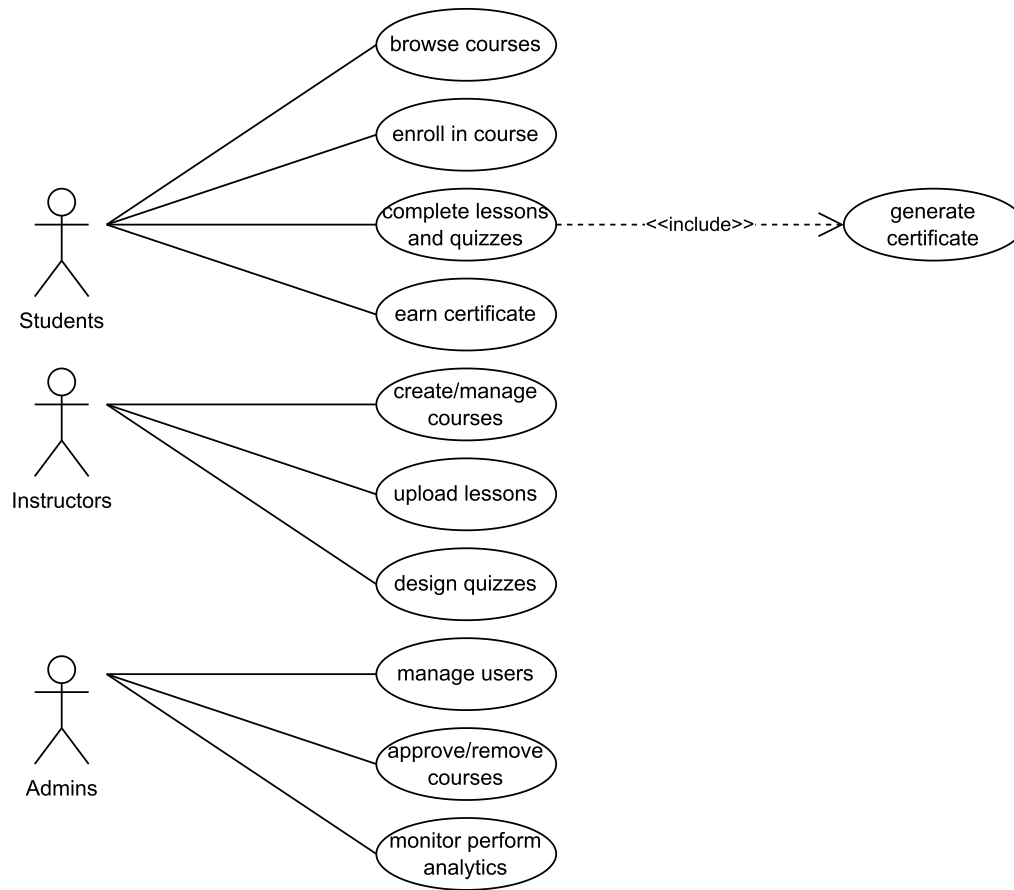 browse courses
enroll in course
complete lessons
and quizzes
<<include>>
generate
certificate
earn certificate
Students
create/manage
courses
upload lessons
Instructors
design quizzes
manage users
approve/remove
courses
Admins
monitor perform
analytics